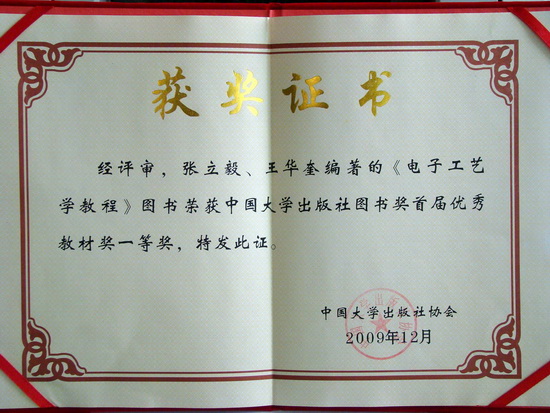 获奖证书
经评审，张立毅、王华奎编著的《电子工艺
学教程》图书荣获中国大学出版社图书奖首届优秀
教材奖一等奖，特发此证。
中国大学出版社协会
2009年12月